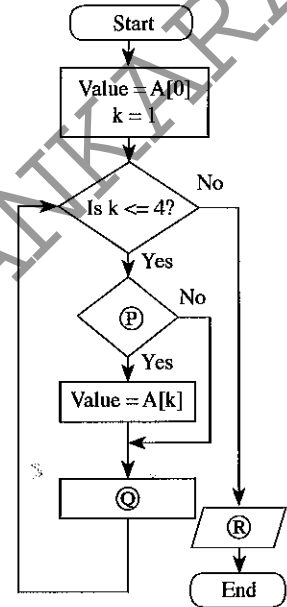 Start
Value = A[0]
k = 1
Is k <= 4?
No
Yes
Ⓟ
No
Yes
Value = A[k]
Ⓠ
Ⓡ
End